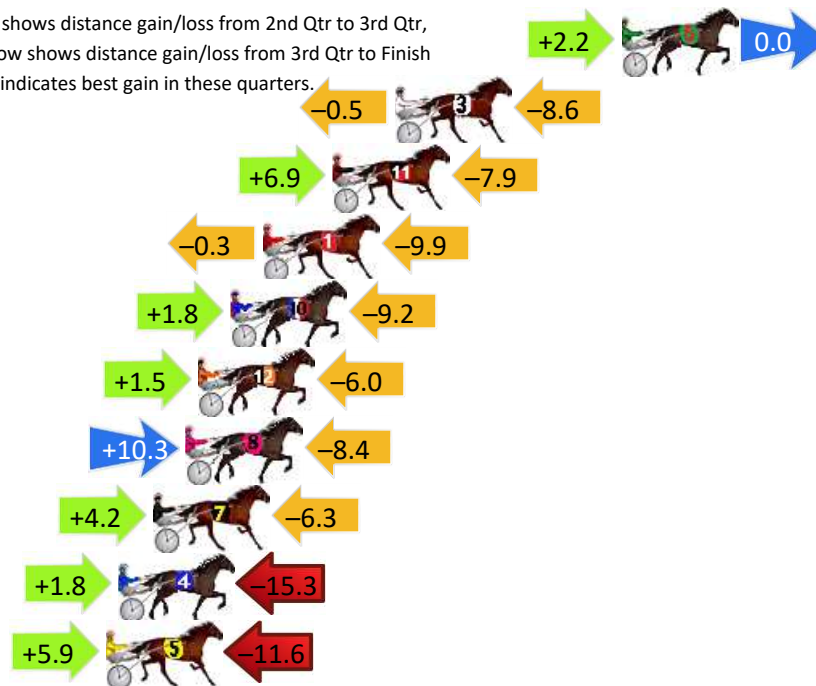 shows distance gain/loss from 2nd Qtr to 3rd Qtr,
ow shows distance gain/loss from 3rd Qtr to Finish
indicates best gain in these quarters.
+2.2 0.0
−0.5 3 −8.6
+6.9 11 −7.9
−0.3 1 −9.9
+1.8 10 −9.2
+1.5 12 −6.0
+10.3 8 −8.4
+4.2 7 −6.3
+1.8 4 −15.3
+5.9 5 −11.6